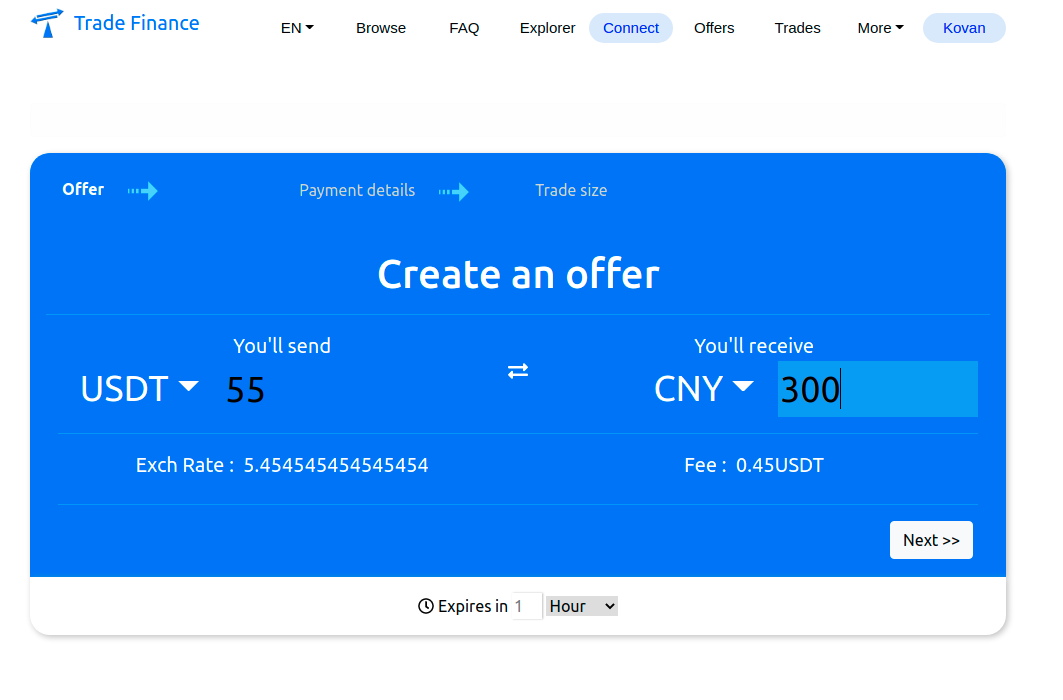 Trade Finance EN Browse FAQ Explorer Connect Offers Trades More Kovan
Offer Payment details Trade size
Create an offer
You'll send You'll receive
USDT 55 CNY 300
Exch Rate : 5.454545454545454 Fee : 0.45USDT
Next >>
Expires in 1 Hour